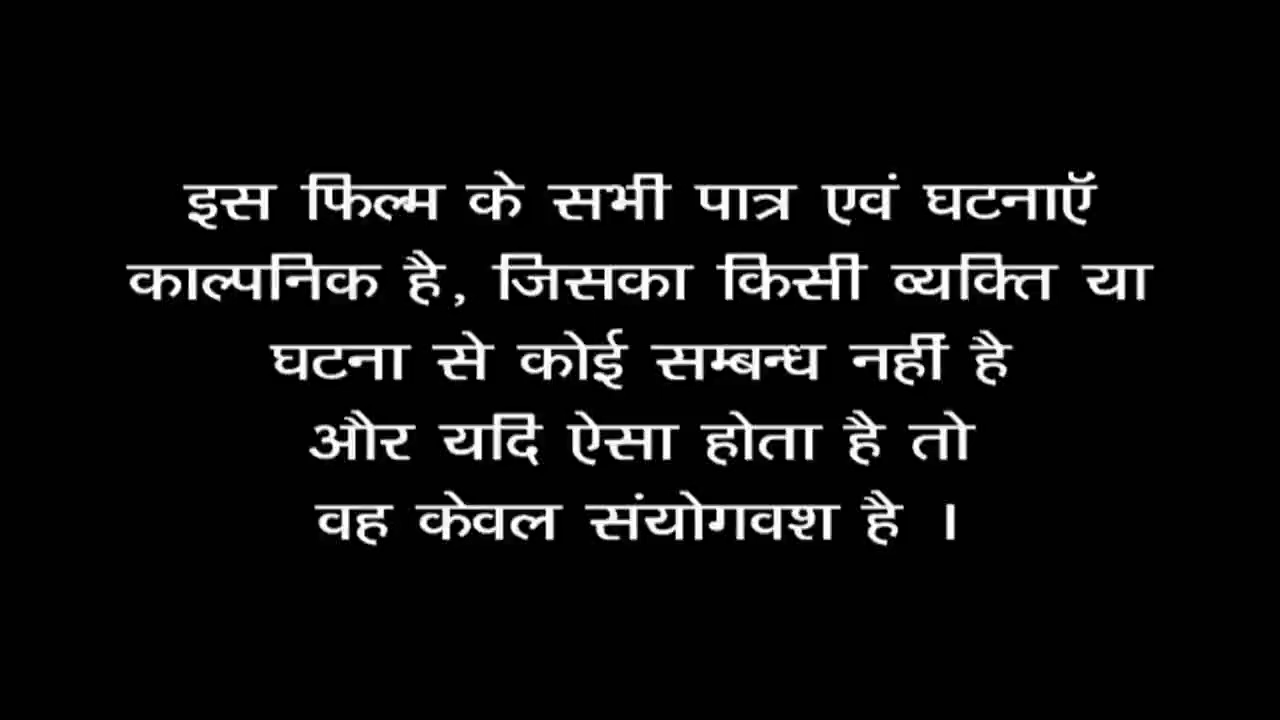 इस फिल्म के सभी पात्र एवं घटनाऍ
काल्पनिक है, जिसका किसी व्यक्ति या
घटना से कोई सम्बन्ध नहीं है
और यदि ऐसा होता है तो
वह केवल संयोगवश है ।